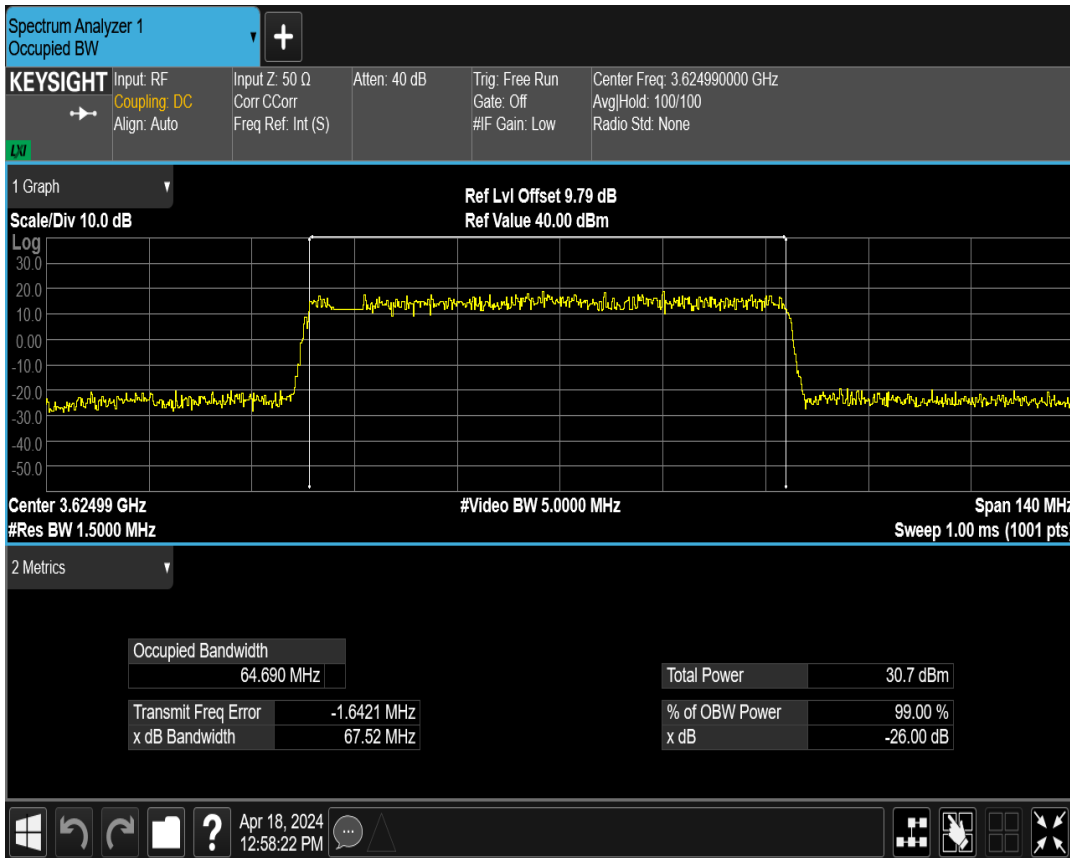 Spectrum Analyzer 1
Occupied BW
+
KEYSIGHT
LXI
Input: RF
Coupling: DC
Align: Auto
Input Z: 50 Ω
Corr CCorr
Freq Ref: Int (S)
Atten: 40 dB
Trig: Free Run
Gate: Off
#IF Gain: Low
Center Freq: 3.624990000 GHz
Avg|Hold: 100/100
Radio Std: None
1 Graph
Scale/Div 10.0 dB
Ref Lvl Offset 9.79 dB
Ref Value 40.00 dBm
Log
30.0
20.0
10.0
0.00
-10.0
-20.0
-30.0
-40.0
-50.0
Center 3.62499 GHz
#Video BW 5.0000 MHz
Span 140 MHz
#Res BW 1.5000 MHz
Sweep 1.00 ms (1001 pts)
2 Metrics
Occupied Bandwidth
64.690 MHz
Total Power 30.7 dBm
Transmit Freq Error -1.6421 MHz
% of OBW Power 99.00 %
x dB Bandwidth 67.52 MHz
x dB -26.00 dB
?
Apr 18, 2024
12:58:22 PM